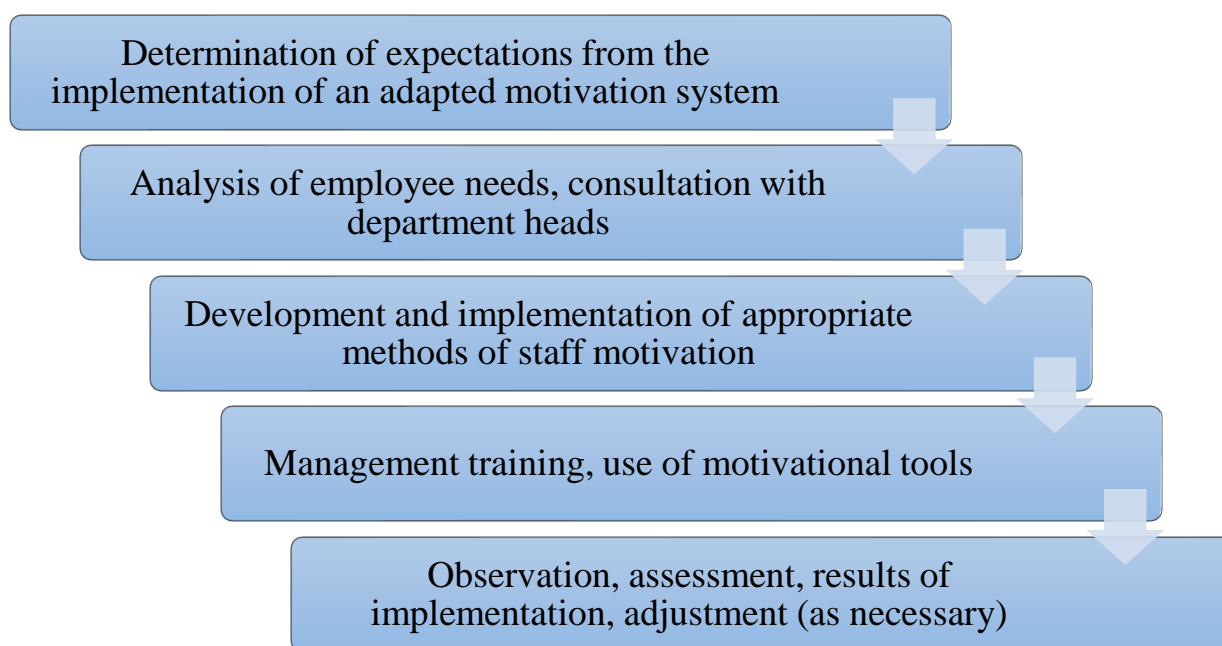 Determination of expectations from the
implementation of an adapted motivation system
Analysis of employee needs, consultation with
department heads
Development and implementation of appropriate
methods of staff motivation
Management training, use of motivational tools
Observation, assessment, results of
implementation, adjustment (as necessary)